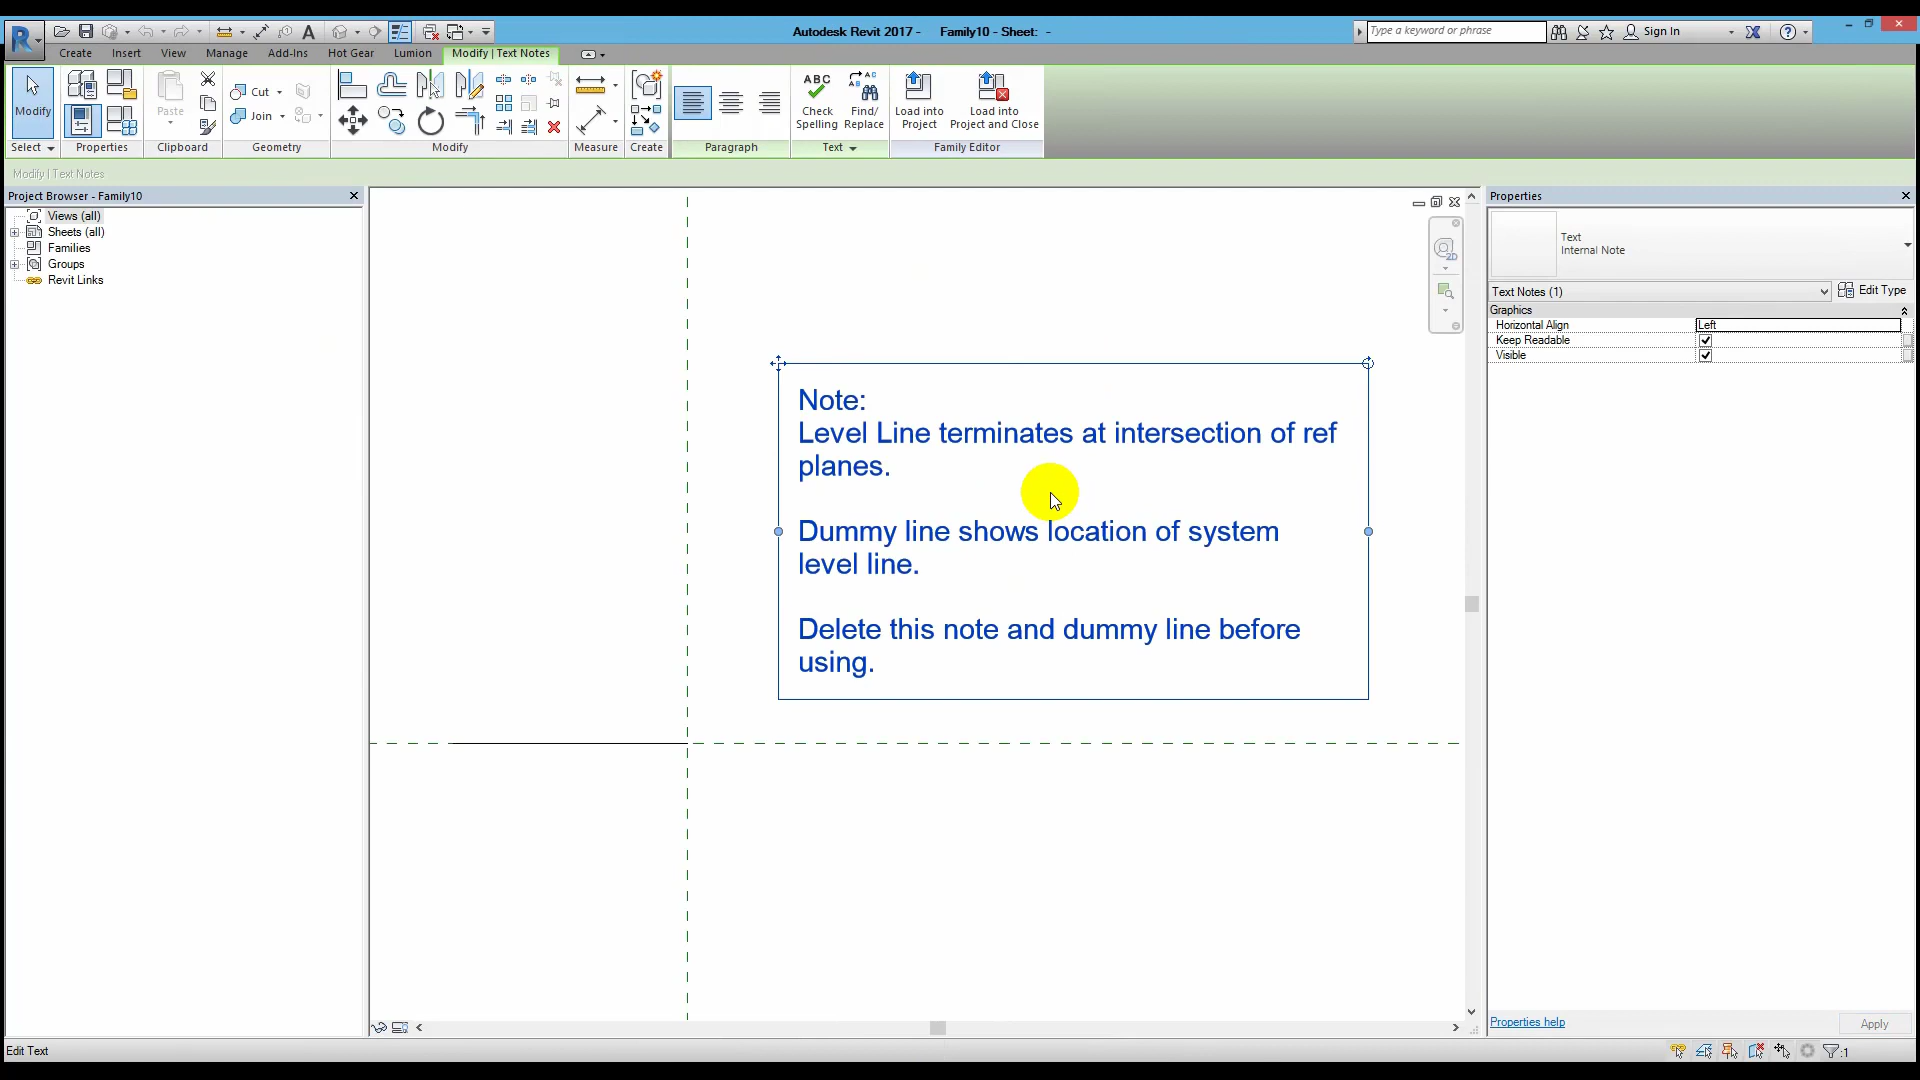 Autodesk Revit 2017 - Family10 - Sheet: -
Type a keyword or phrase
Sign In
Create Insert View Manage Add-Ins Hot Gear Lumion Modify | Text Notes
Modify
Paste
Cut
Join
ABC
Check
Spelling
Find/
Replace
Load into
Project
Load into
Project and Close
Select Properties Clipboard Geometry Modify Measure Create Paragraph Text Family Editor
Modify | Text Notes
Project Browser - Family10
Views (all)
Sheets (all)
Families
Groups
Revit Links
2D
Note:
Level Line terminates at intersection of ref
planes.
Dummy line shows location of system
level line.
Delete this note and dummy line before
using.
Properties
Text
Internal Note
Text Notes (1)
Edit Type
Graphics
Horizontal Align Left
Keep Readable
Visible
Properties help
Apply
Edit Text
:1